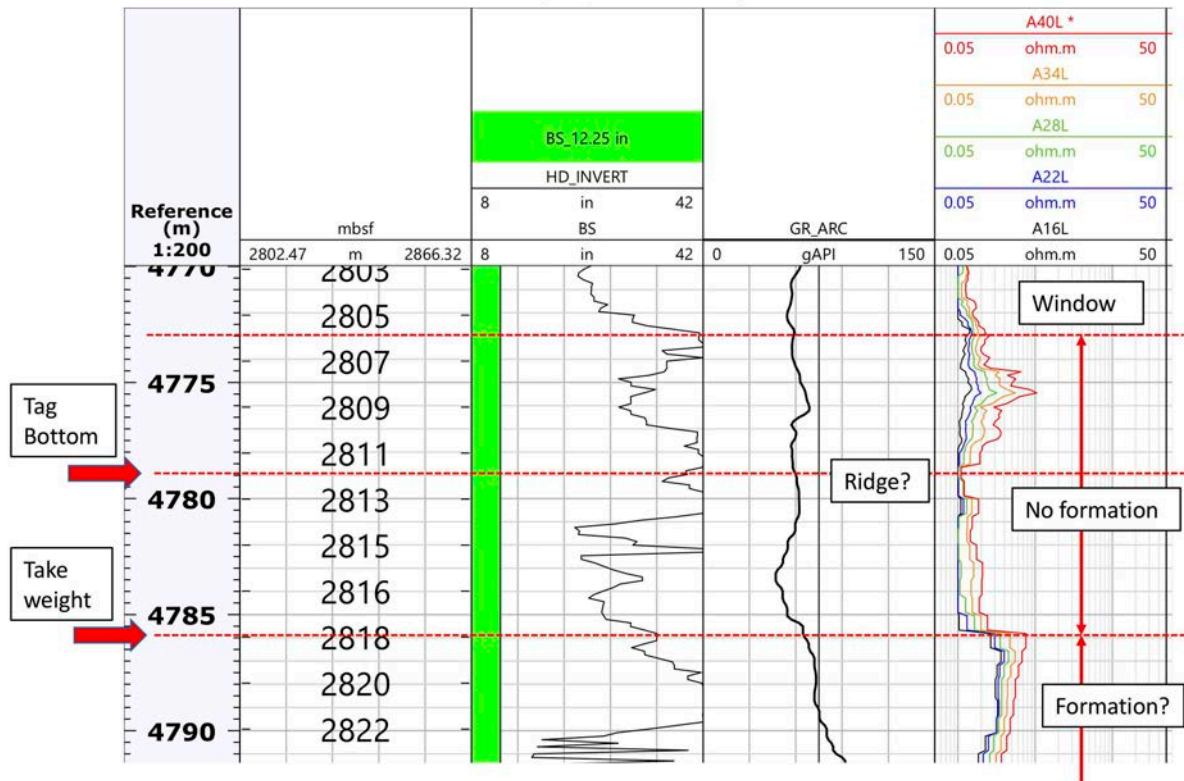 A40L *
0.05 ohm.m 50
A34L
0.05 ohm.m 50
BS_12.25 in
A28L
0.05 ohm.m 50
HD_INVERT
A22L
8 in 42
0.05 ohm.m 50
Reference
(m)
1:200
mbsf
BS
GR_ARC
A16L
2802.47 m 2866.32
8 in 42
0 gAPI 150
0.05 ohm.m 50
4770
2803
Window
2805
2807
4775
Tag
Bottom
2809
2811
Ridge?
4780
2813
No formation
2815
Take
weight
2816
4785
2818
2820
Formation?
4790
2822